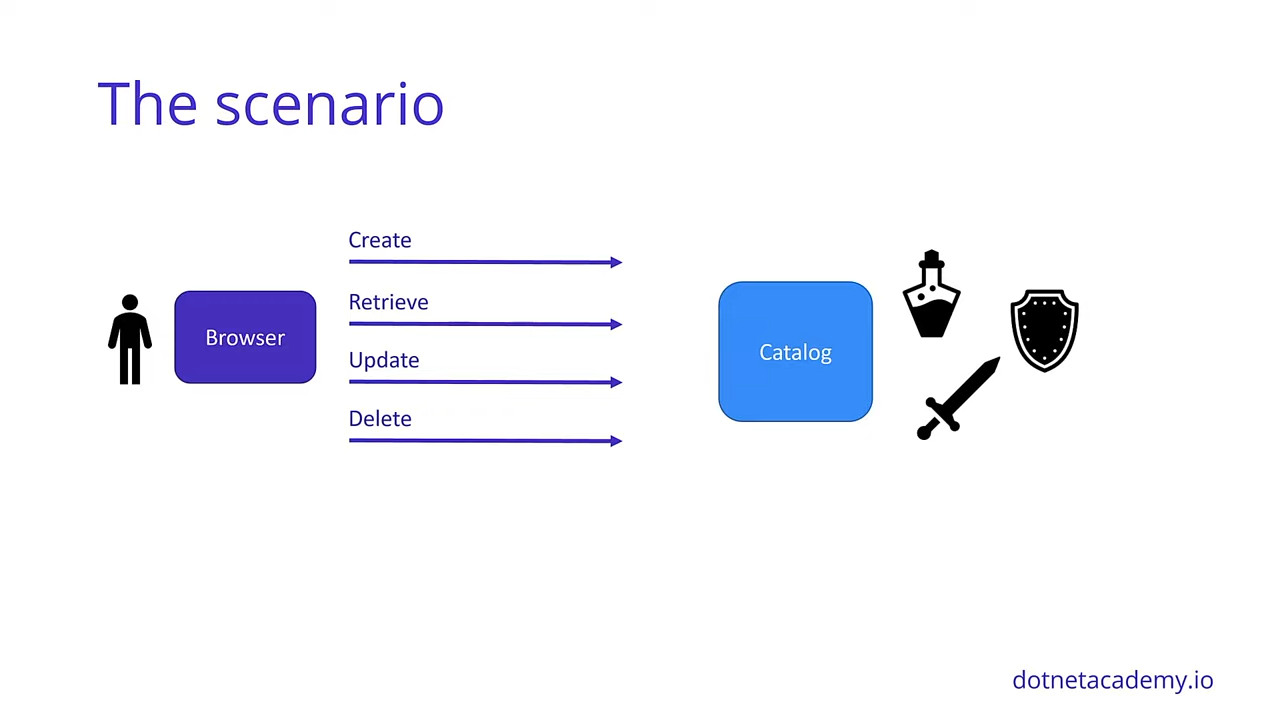 The scenario
Create
Retrieve
Update
Delete
Browser
Catalog
dotnetacademy.io